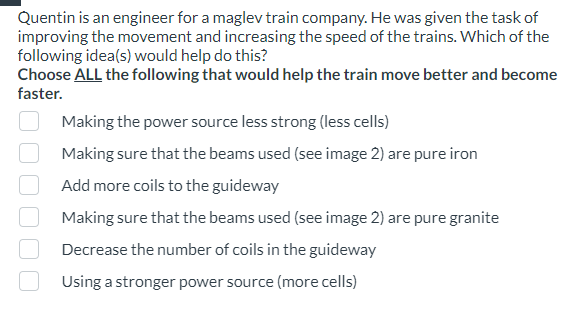 Quentin is an engineer for a maglev train company. He was given the task of
improving the movement and increasing the speed of the trains. Which of the
following idea(s) would help do this?
Choose ALL the following that would help the train move better and become
faster.
Making the power source less strong (less cells)
Making sure that the beams used (see image 2) are pure iron
Add more coils to the guideway
Making sure that the beams used (see image 2) are pure granite
Decrease the number of coils in the guideway
Using a stronger power source (more cells)